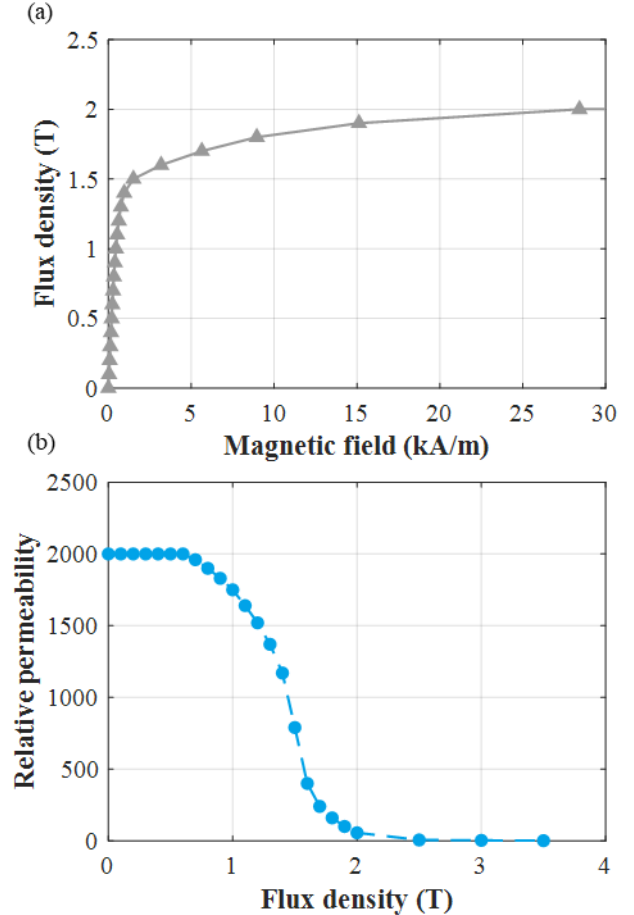 (a)
2.5
2
1.5
1
0.5
0
Flux density (T)
0 5 10 15 20 25 30
Magnetic field (kA/m)
(b)
2500
2000
1500
1000
500
0
Relative permeability
0 1 2 3 4
Flux density (T)